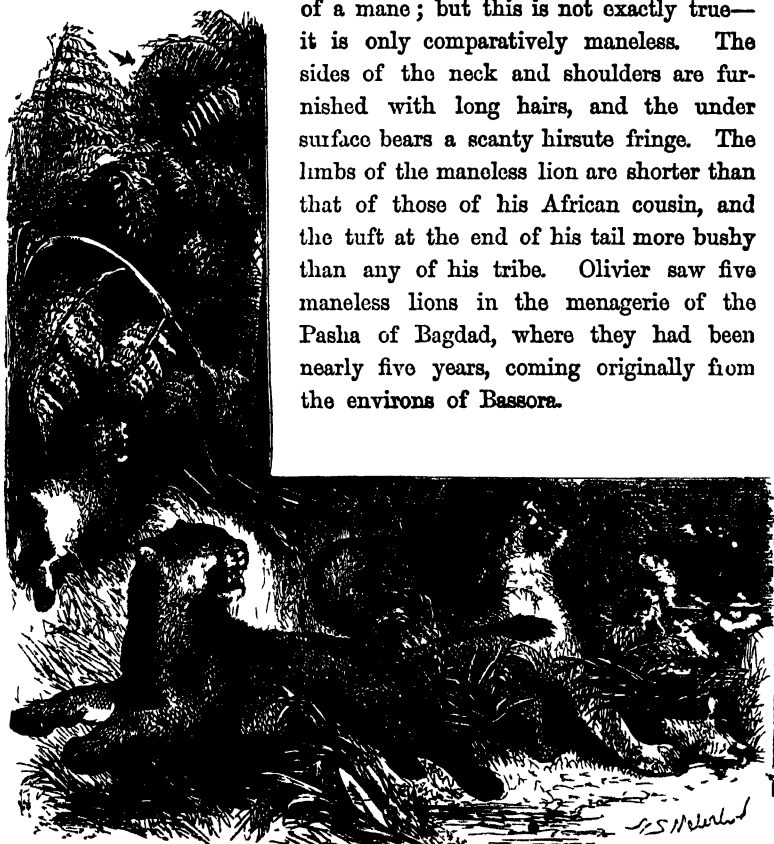 of a mane; but this is not exactly true—
it is only comparatively maneless. The
sides of the neck and shoulders are fur-
nished with long hairs, and the under
surface bears a scanty hirsute fringe. The
limbs of the maneless lion are shorter than
that of those of his African cousin, and
the tuft at the end of his tail more bushy
than any of his tribe. Olivier saw five
maneless lions in the menagerie of the
Pasha of Bagdad, where they had been
nearly five years, coming originally from
the environs of Bassora.